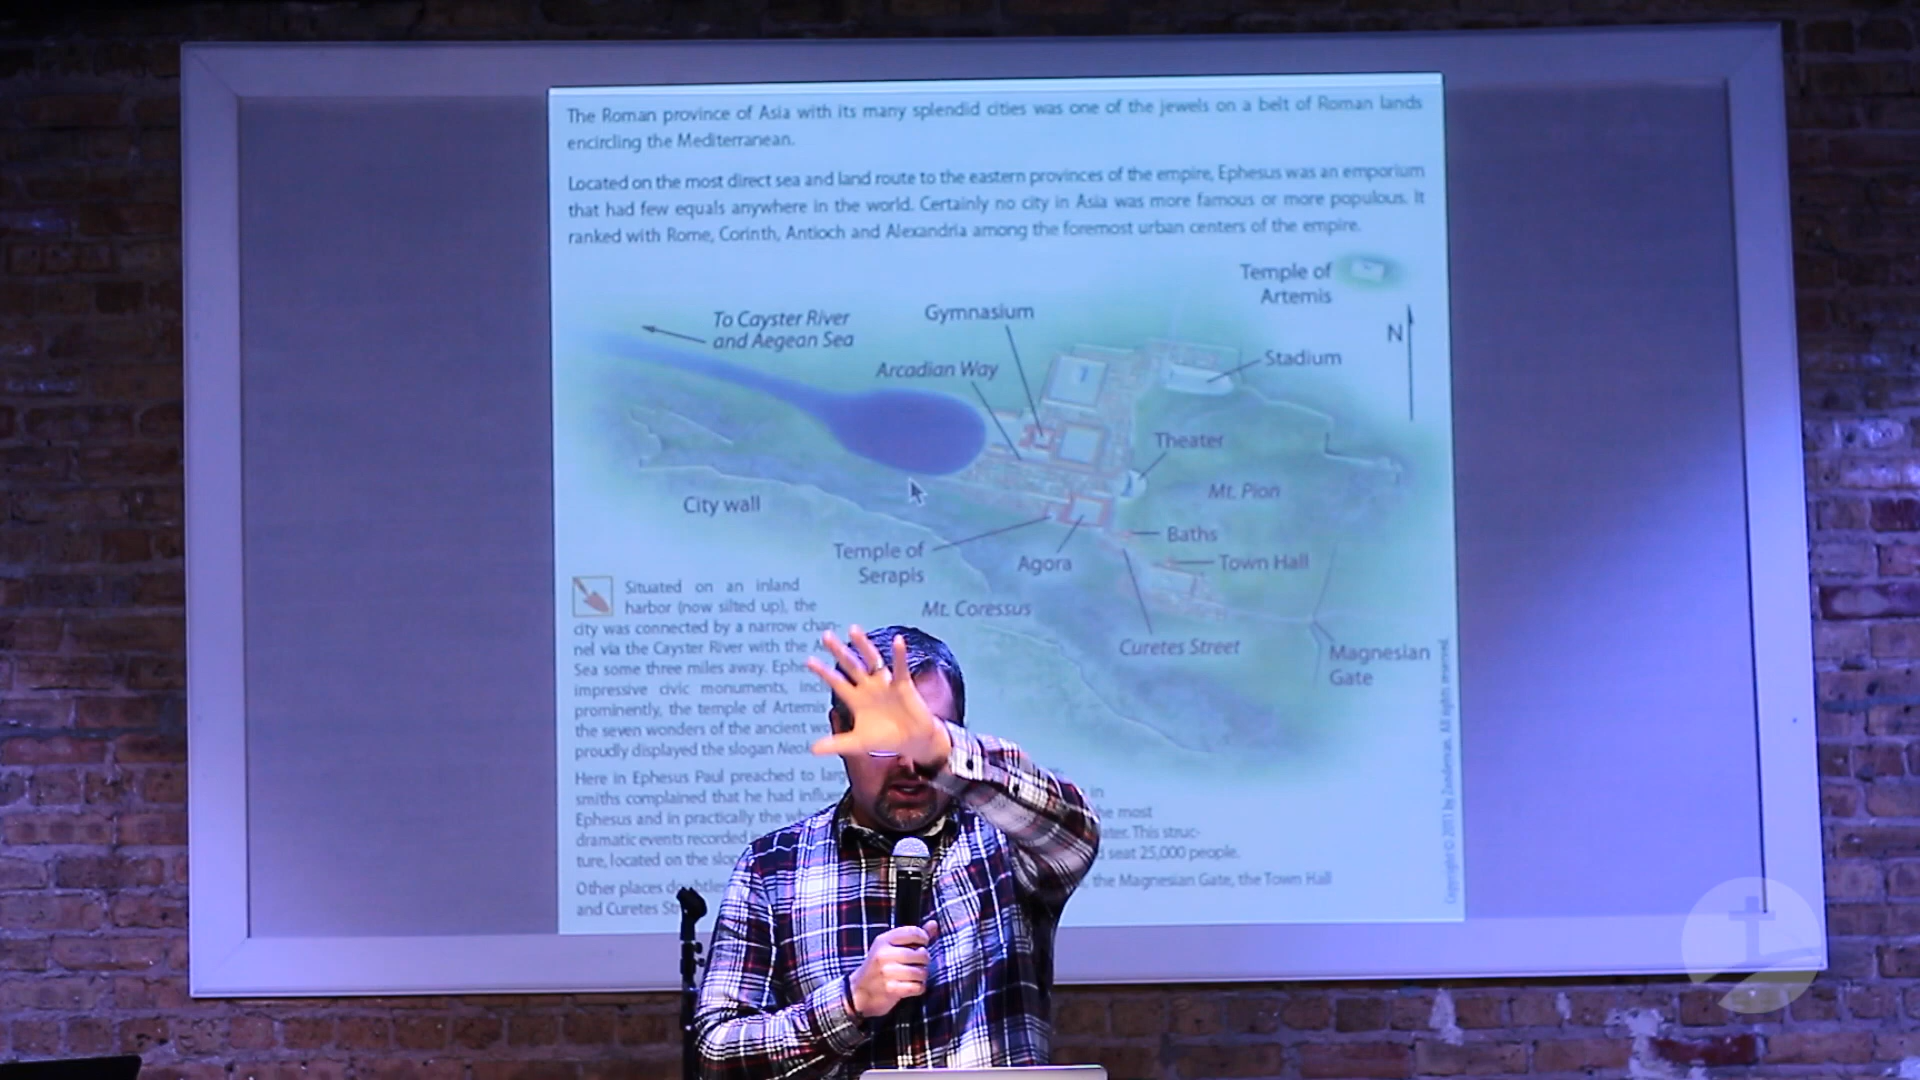 The Roman province of Asia with its many splendid cities was one of the jewels on a belt of Roman lands
encircling the Mediterranean.
Located on the most direct sea and land route to the eastern provinces of the empire, Ephesus was an emporium
that had few equals anywhere in the world. Certainly no city in Asia was more famous or more populous. It
ranked with Rome, Corinth, Antioch and Alexandria among the foremost urban centers of the empire.
Temple of
Artemis
To Cayster River
and Aegean Sea
Gymnasium
N
Arcadian Way
Stadium
Theater
City wall
Mt. Pion
Baths
Temple of
Serapis
Agora
Town Hall
Mt. Coressus
Curetes Street
Magnesian
Gate
Situated on an inland
harbor (now silted up), the
city was connected by a narrow chan-
nel via the Cayster River with the
Sea some three miles away.
impressive civic monuments,
prominently, the temple of Artemis
the seven wonders of the ancient
proudly displayed the slogan
Here in Ephesus Paul preached to
in
smiths complained that he had
most
Ephesus and in practically the
This struc-
dramatic events recorded
seat 25,000 people.
ture, located on the
Other places
the Magnesian Gate, the Town Hall
and Curetes
Copyright © 2011 by Zondervan. All rights reserved.